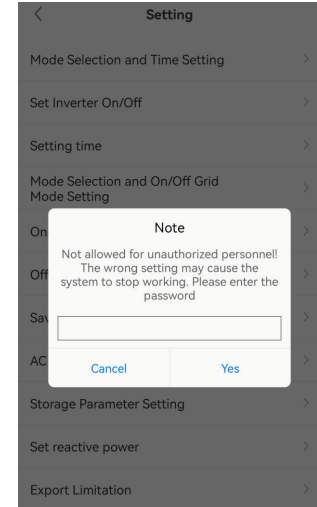 Setting
Mode Selection and Time Setting
Set Inverter On/Off
Setting time
Mode Selection and On/Off Grid
Mode Setting
On
Off
Sav
AC
Note
Not allowed for unauthorized personnel!
The wrong setting may cause the
system to stop working. Please enter the
password
Cancel Yes
Storage Parameter Setting
Set reactive power
Export Limitation